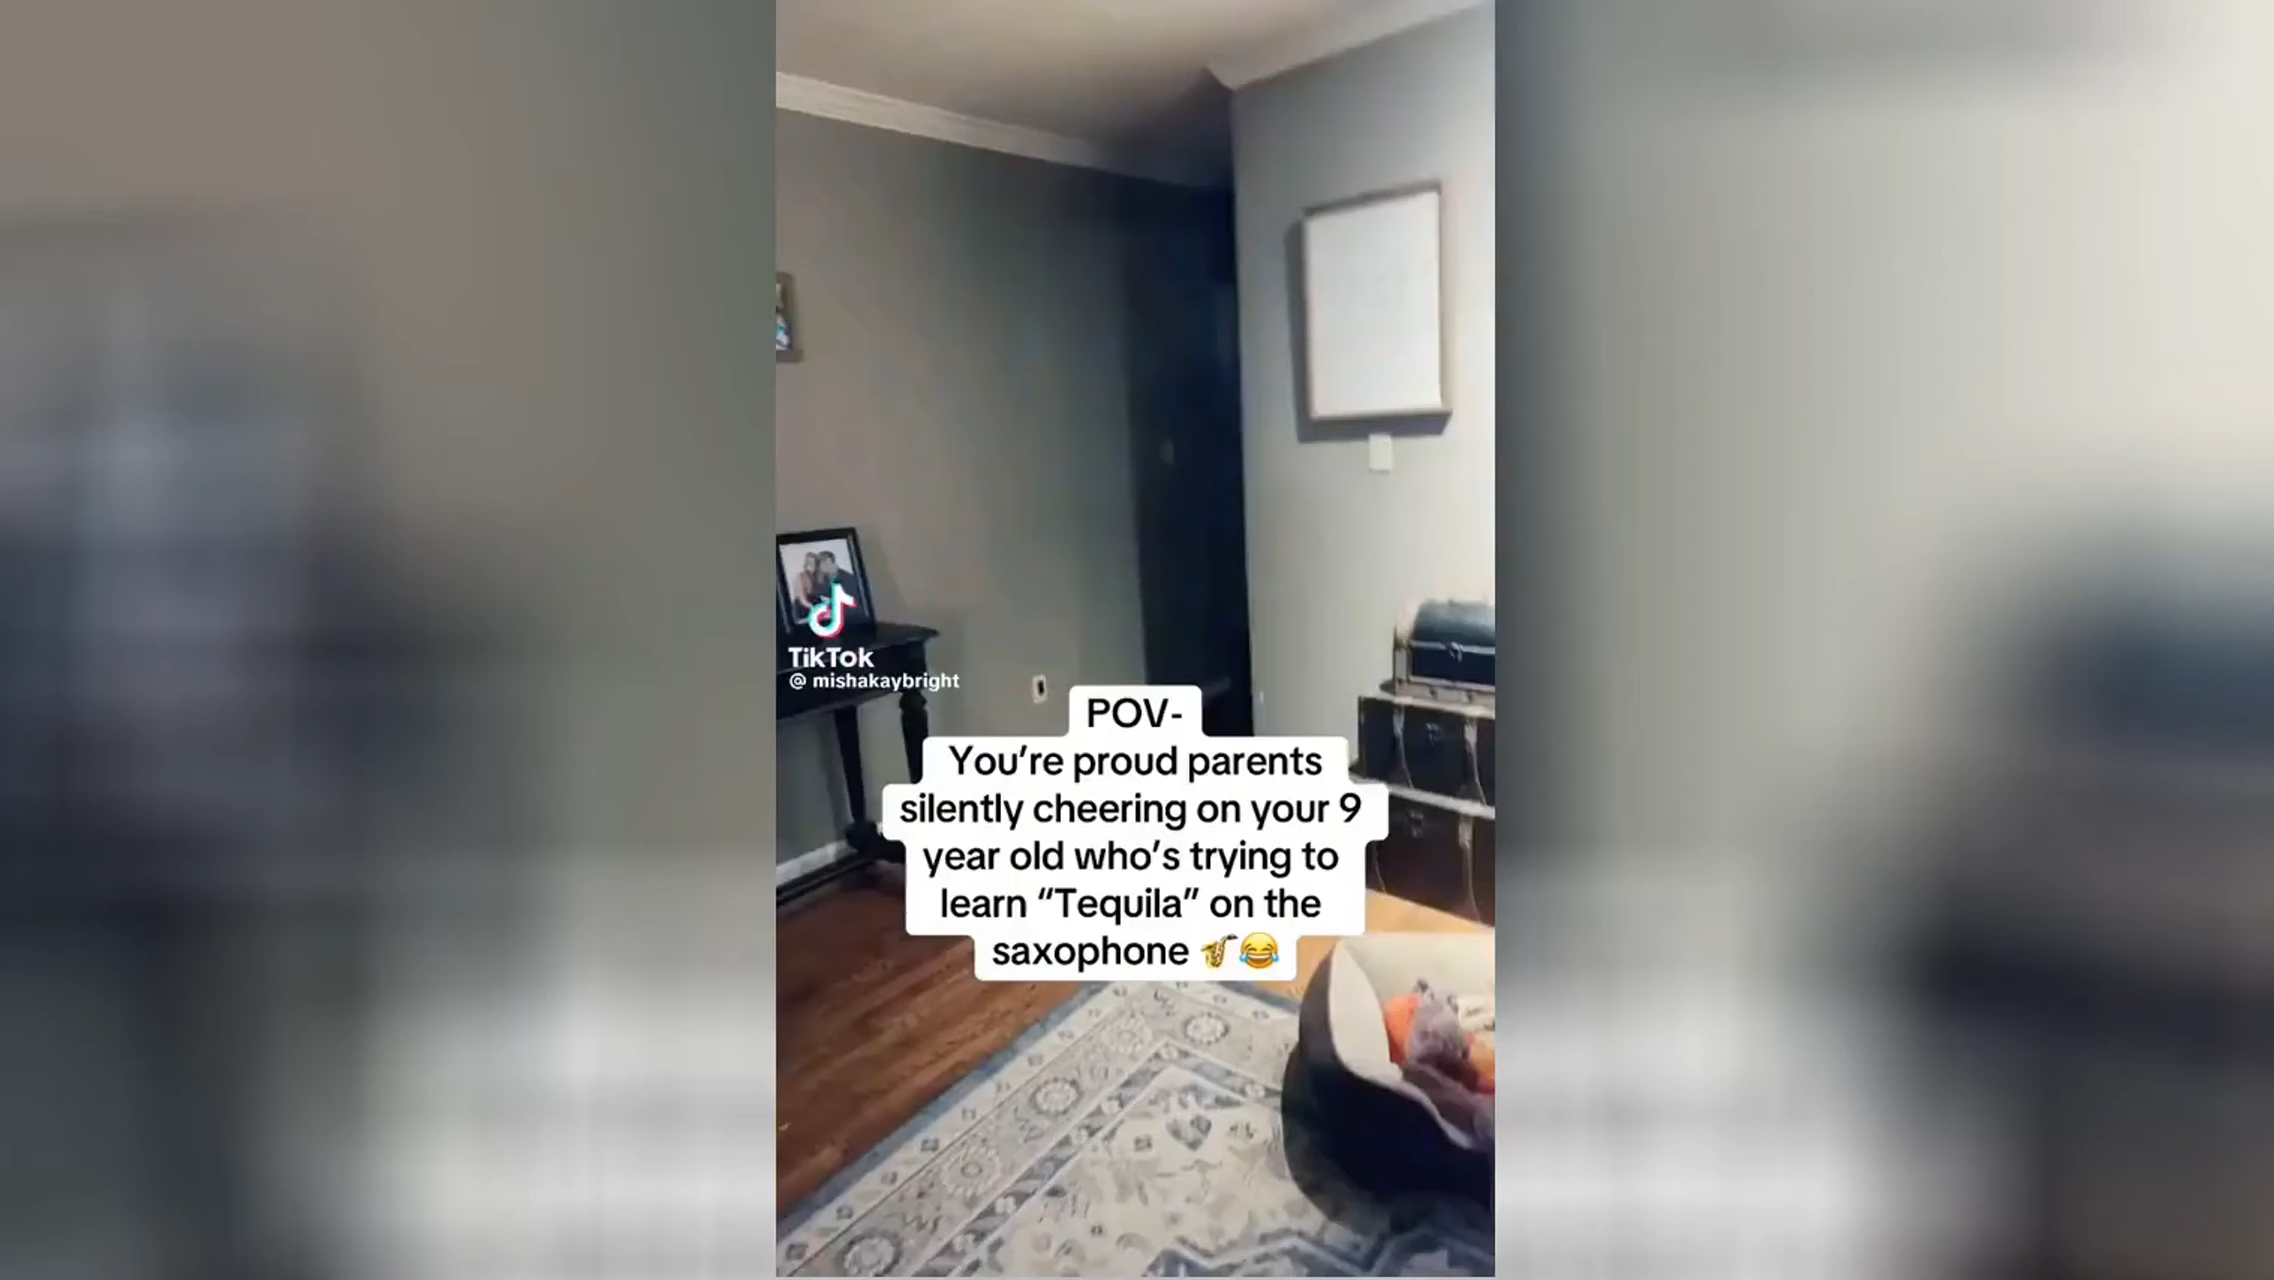 TikTok
@ mishakaybright
POV-
You’re proud parents
silently cheering on your 9
year old who’s trying to
learn “Tequila” on the
saxophone 🎷😂